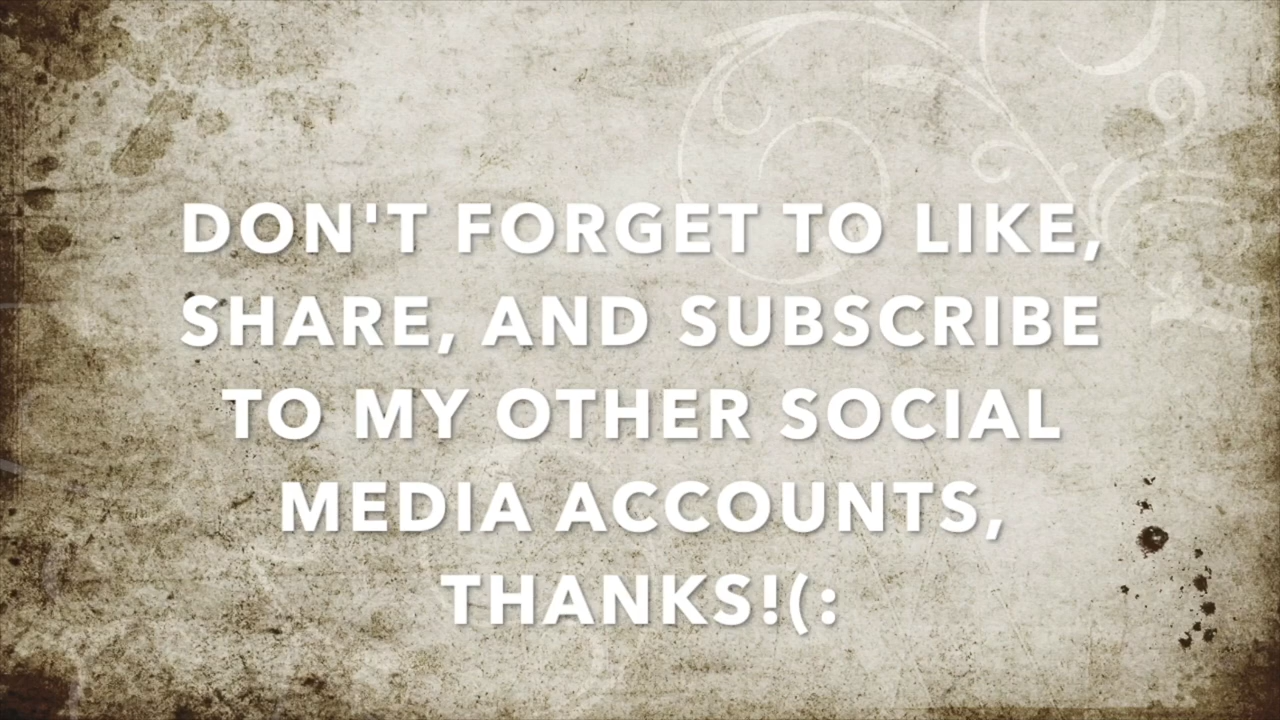 DON'T FORGET TO LIKE,
SHARE, AND SUBSCRIBE
TO MY OTHER SOCIAL
MEDIA ACCOUNTS,
THANKS!(: